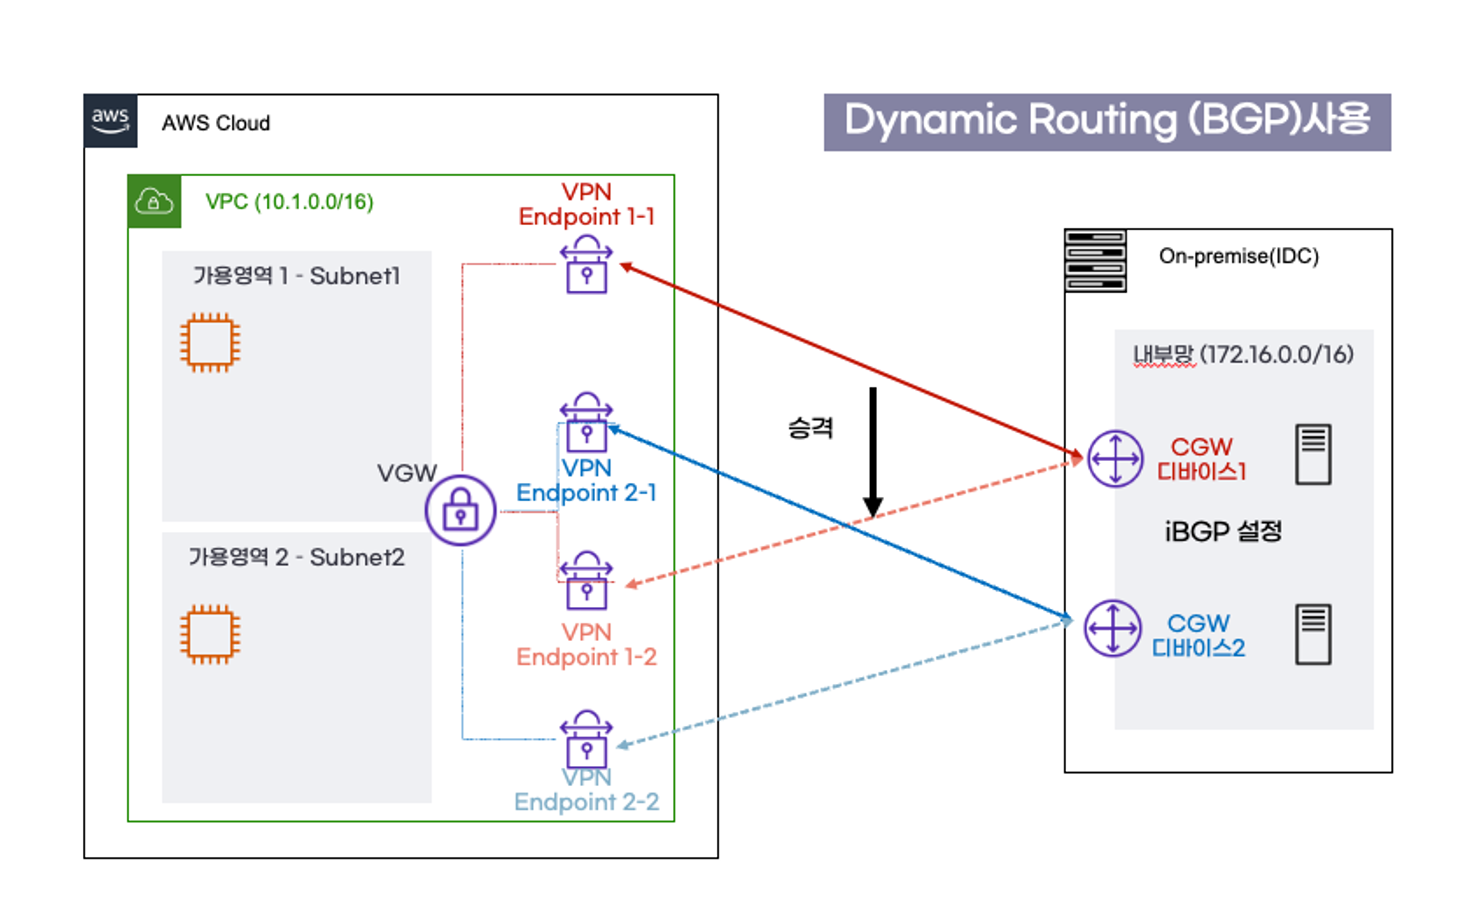 Dynamic Routing (BGP)사용
aws
AWS Cloud
VPC (10.1.0.0/16)
VPN
Endpoint 1-1
가용영역 1 - Subnet1
VPN
Endpoint 2-1
VGW
가용영역 2 - Subnet2
VPN
Endpoint 1-2
VPN
Endpoint 2-2
승격
On-premise(IDC)
내부망 (172.16.0.0/16)
CGW
디바이스1
iBGP 설정
CGW
디바이스2